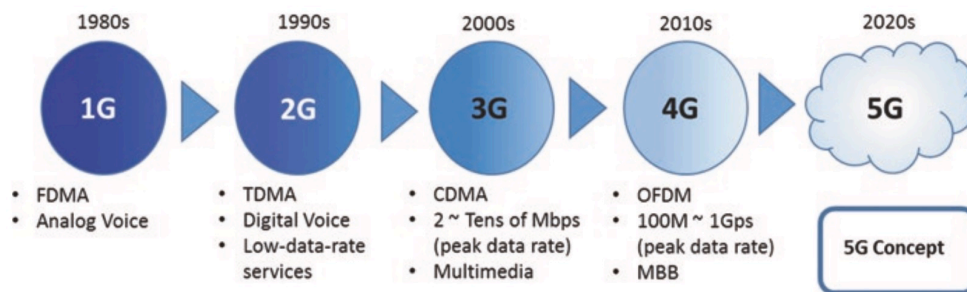 1980s
1990s
2000s
2010s
2020s
1G
2G
3G
4G
5G
• FDMA
• Analog Voice
• TDMA
• Digital Voice
• Low-data-rate
services
• CDMA
• 2 ~ Tens of Mbps
(peak data rate)
• Multimedia
• OFDM
• 100M ~ 1Gps
(peak data rate)
• MBB
5G Concept